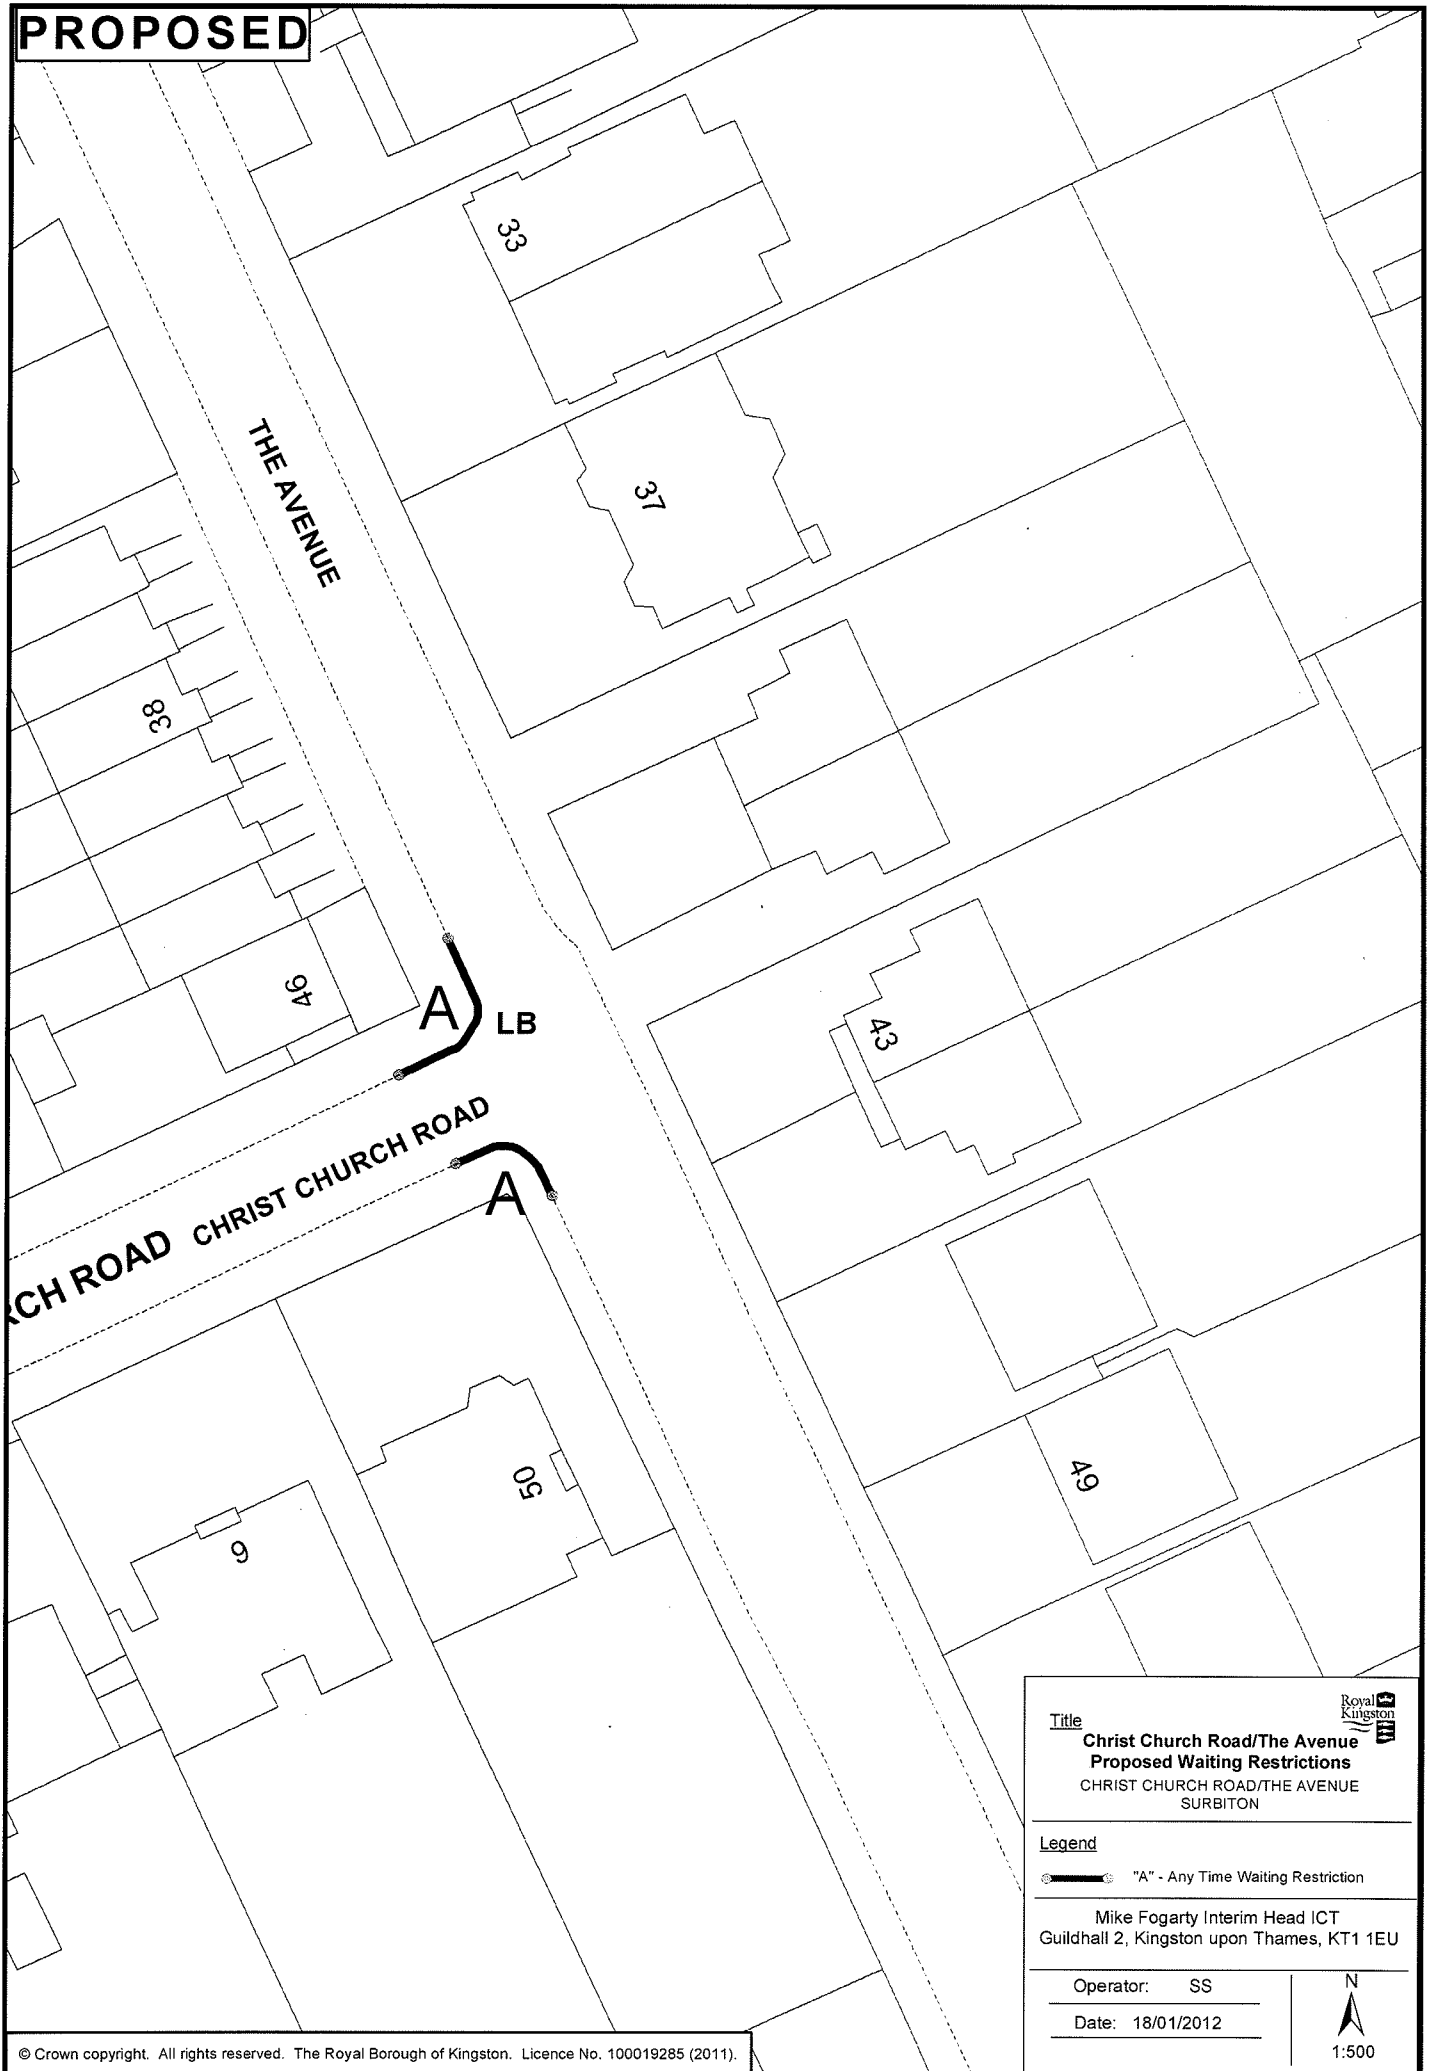 PROPOSED
33
THE AVENUE
37
38
46
A
LB
43
CHRIST CHURCH ROAD
A
RCH ROAD
50
49
6
Title
Royal
Kingston
Christ Church Road/The Avenue
Proposed Waiting Restrictions
CHRIST CHURCH ROAD/THE AVENUE
SURBITON
Legend
"A" - Any Time Waiting Restriction
Mike Fogarty Interim Head ICT
Guildhall 2, Kingston upon Thames, KT1 1EU
Operator: SS
Date: 18/01/2012
N
1:500
© Crown copyright. All rights reserved. The Royal Borough of Kingston. Licence No. 100019285 (2011).